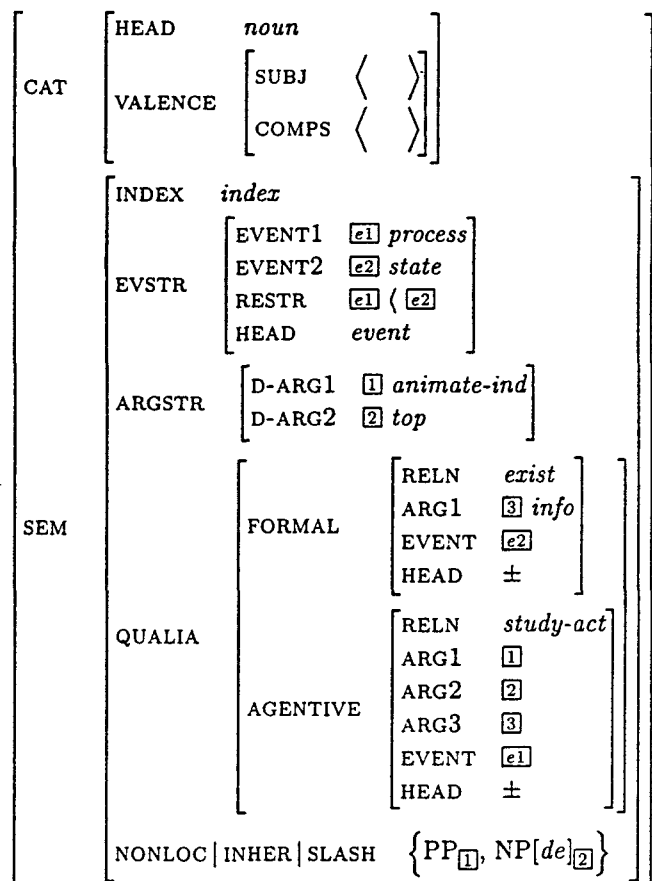 HEAD noun
CAT VALENCE SUBJ ⟨ ⟩
COMPS ⟨ ⟩
INDEX index
EVSTR EVENT1 e1 process
EVENT2 e2 state
RESTR e1 ⟨ e2
HEAD event
ARGSTR D-ARG1 1 animate-ind
D-ARG2 2 top
SEM QUALIA FORMAL RELN exist
ARG1 3 info
EVENT e2
HEAD ±
AGENTIVE RELN study-act
ARG1 1
ARG2 2
ARG3 3
EVENT e1
HEAD ±
NONLOC | INHER | SLASH {PP1, NP[de]2}